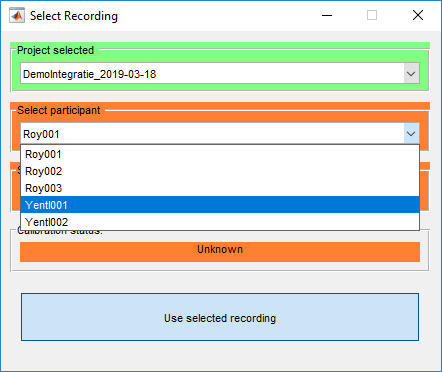 Select Recording
Project selected
DemoIntegratie_2019-03-18
Select participant
Roy001
Roy001
Roy002
Roy003
Yentl001
Yentl002
Calibration status:
Unknown
Use selected recording